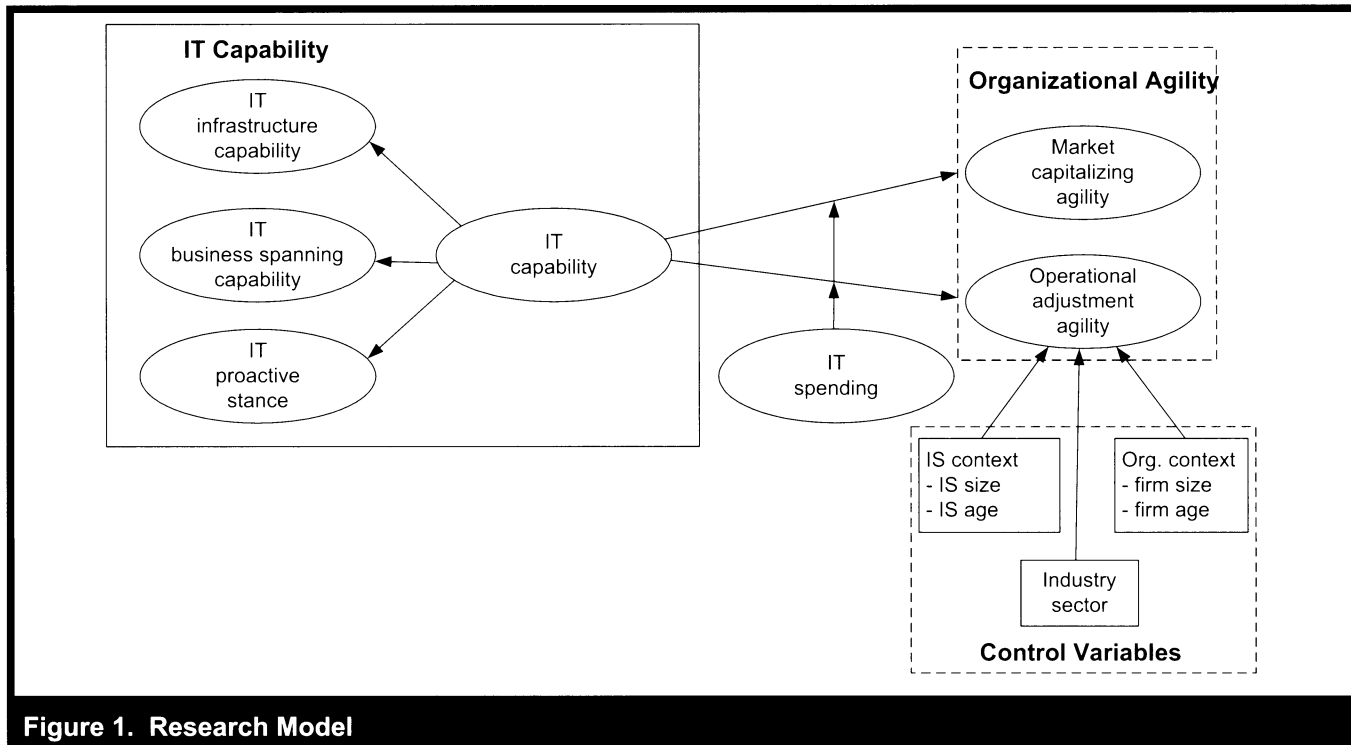 IT Capability
IT
infrastructure
capability
IT
business spanning
capability
IT
proactive
stance
IT
capability
IT
spending
Organizational Agility
Market
capitalizing
agility
Operational
adjustment
agility
IS context
- IS size
- IS age
Org. context
- firm size
- firm age
Industry
sector
Control Variables
Figure 1. Research Model